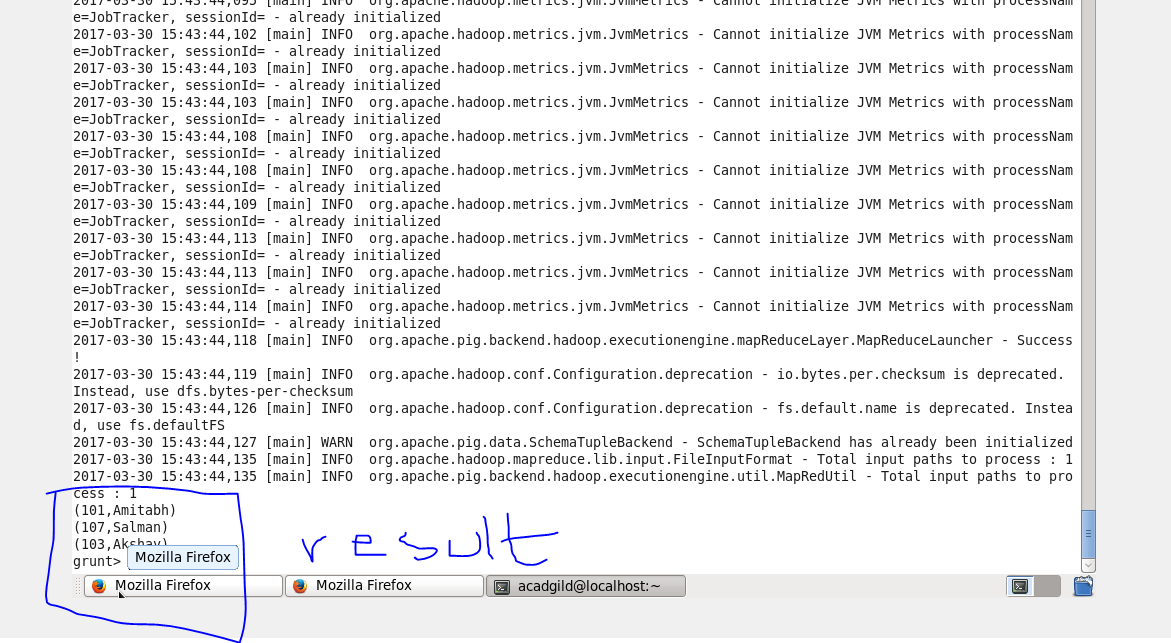 2017-03-30 15:43:44,095 [main] INFO  org.apache.hadoop.metrics.jvm.JvmMetrics - Cannot initialize JVM Metrics with processNam
e=JobTracker, sessionId= - already initialized
2017-03-30 15:43:44,102 [main] INFO  org.apache.hadoop.metrics.jvm.JvmMetrics - Cannot initialize JVM Metrics with processNam
e=JobTracker, sessionId= - already initialized
2017-03-30 15:43:44,103 [main] INFO  org.apache.hadoop.metrics.jvm.JvmMetrics - Cannot initialize JVM Metrics with processNam
e=JobTracker, sessionId= - already initialized
2017-03-30 15:43:44,103 [main] INFO  org.apache.hadoop.metrics.jvm.JvmMetrics - Cannot initialize JVM Metrics with processNam
e=JobTracker, sessionId= - already initialized
2017-03-30 15:43:44,108 [main] INFO  org.apache.hadoop.metrics.jvm.JvmMetrics - Cannot initialize JVM Metrics with processNam
e=JobTracker, sessionId= - already initialized
2017-03-30 15:43:44,108 [main] INFO  org.apache.hadoop.metrics.jvm.JvmMetrics - Cannot initialize JVM Metrics with processNam
e=JobTracker, sessionId= - already initialized
2017-03-30 15:43:44,109 [main] INFO  org.apache.hadoop.metrics.jvm.JvmMetrics - Cannot initialize JVM Metrics with processNam
e=JobTracker, sessionId= - already initialized
2017-03-30 15:43:44,113 [main] INFO  org.apache.hadoop.metrics.jvm.JvmMetrics - Cannot initialize JVM Metrics with processNam
e=JobTracker, sessionId= - already initialized
2017-03-30 15:43:44,113 [main] INFO  org.apache.hadoop.metrics.jvm.JvmMetrics - Cannot initialize JVM Metrics with processNam
e=JobTracker, sessionId= - already initialized
2017-03-30 15:43:44,114 [main] INFO  org.apache.hadoop.metrics.jvm.JvmMetrics - Cannot initialize JVM Metrics with processNam
e=JobTracker, sessionId= - already initialized
2017-03-30 15:43:44,118 [main] INFO  org.apache.pig.backend.hadoop.executionengine.mapReduceLayer.MapReduceLauncher - Success
!
2017-03-30 15:43:44,119 [main] INFO  org.apache.hadoop.conf.Configuration.deprecation - io.bytes.per.checksum is deprecated.
Instead, use dfs.bytes-per-checksum
2017-03-30 15:43:44,126 [main] INFO  org.apache.hadoop.conf.Configuration.deprecation - fs.default.name is deprecated. Instea
d, use fs.defaultFS
2017-03-30 15:43:44,127 [main] WARN  org.apache.pig.data.SchemaTupleBackend - SchemaTupleBackend has already been initialized
2017-03-30 15:43:44,135 [main] INFO  org.apache.hadoop.mapreduce.lib.input.FileInputFormat - Total input paths to process : 1
2017-03-30 15:43:44,135 [main] INFO  org.apache.pig.backend.hadoop.executionengine.util.MapRedUtil - Total input paths to pro
cess : 1
(101,Amitabh)
(107,Salman)
(103,Akshay)
result
grunt>
Mozilla Firefox
Mozilla Firefox
Mozilla Firefox
acadgild@localhost:~